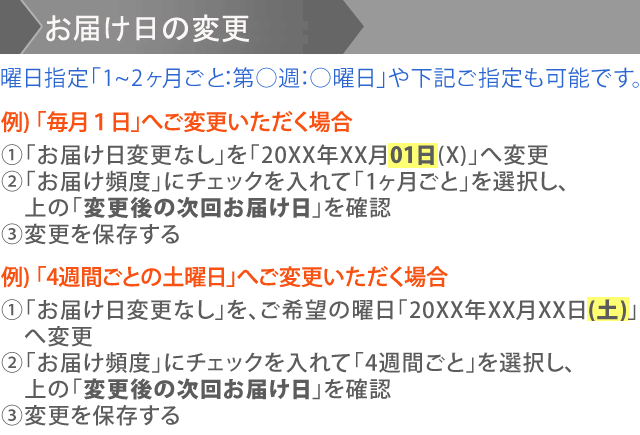 お届け日の変更
曜日指定「1~2ヶ月ごと:第○週:○曜日」や下記ご指定も可能です。
例)「毎月1日」へご変更いただく場合
①「お届け日変更なし」を「20XX年XX月01日(X)」へ変更
②「お届け頻度」にチェックを入れて「1ヶ月ごと」を選択し、
上の「変更後の次回お届け日」を確認
③変更を保存する
例)「4週間ごとの土曜日」へご変更いただく場合
①「お届け日変更なし」を、ご希望の曜日「20XX年XX月XX日(土)」
へ変更
②「お届け頻度」にチェックを入れて「4週間ごと」を選択し、
上の「変更後の次回お届け日」を確認
③変更を保存する